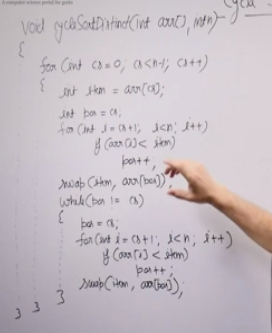 A computer science portal for geeks
Cycle
void cycleSortDistinct(int arr[], int n)
{
for (int cs=0; cs<n-1; cs++)
{
int item = arr[cs];
int pos = cs;
for (int i = cs+1; i<n; i++)
if (arr[i] < item)
pos++;
swap(item, arr[pos]);
while(pos != cs)
{
pos = cs;
for(int i = cs+1; i<n; i++)
if (arr[i] < item)
pos++;
swap(item, arr[pos]);
} } }